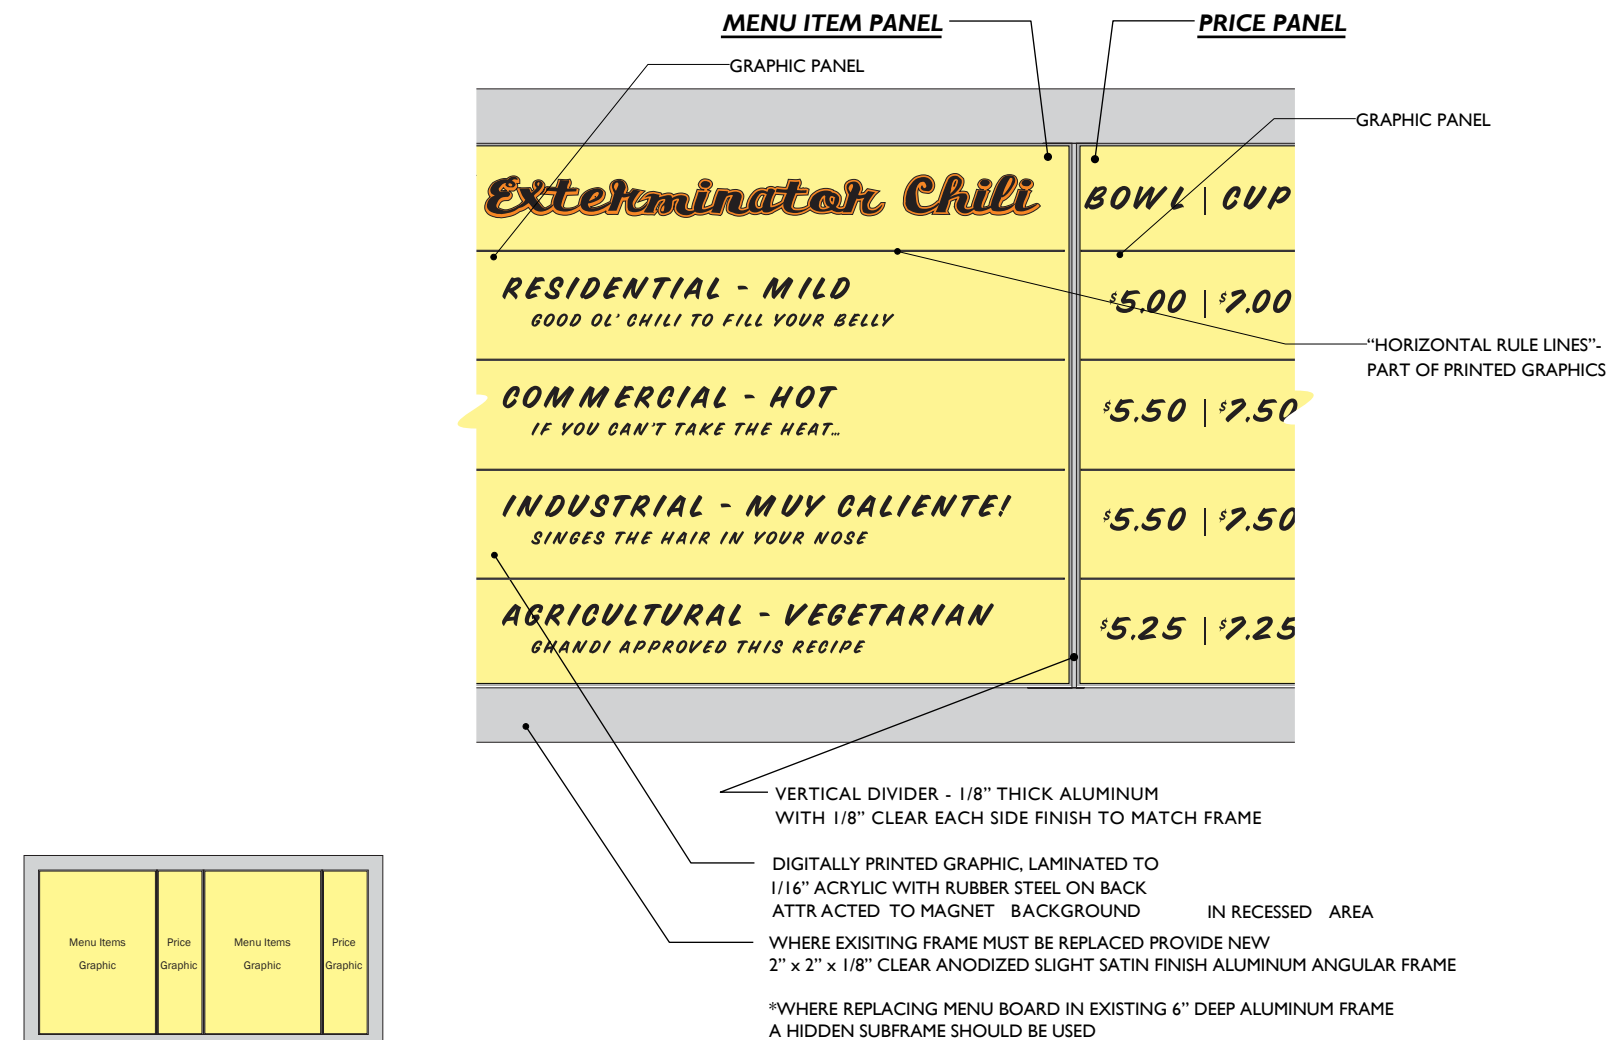 MENU ITEM PANEL
PRICE PANEL
GRAPHIC PANEL
GRAPHIC PANEL
Exterminator Chili
BOWL | CUP
RESIDENTIAL - MILD
GOOD OL’ CHILI TO FILL YOUR BELLY
$5.00 | $7.00
“HORIZONTAL RULE LINES”-
PART OF PRINTED GRAPHICS
COMMERCIAL - HOT
IF YOU CAN’T TAKE THE HEAT...
$5.50 | $7.50
INDUSTRIAL - MUY CALIENTE!
SINGES THE HAIR IN YOUR NOSE
$5.50 | $7.50
AGRICULTURAL - VEGETARIAN
GHANDI APPROVED THIS RECIPE
$5.25 | $7.25
VERTICAL DIVIDER - 1/8” THICK ALUMINUM
WITH 1/8” CLEAR EACH SIDE FINISH TO MATCH FRAME
DIGITALLY PRINTED GRAPHIC, LAMINATED TO
1/16” ACRYLIC WITH RUBBER STEEL ON BACK
ATTRACTED TO MAGNET BACKGROUND IN RECESSED AREA
WHERE EXISITING FRAME MUST BE REPLACED PROVIDE NEW
2” x 2” x 1/8” CLEAR ANODIZED SLIGHT SATIN FINISH ALUMINUM ANGULAR FRAME
*WHERE REPLACING MENU BOARD IN EXISTING 6” DEEP ALUMINUM FRAME
A HIDDEN SUBFRAME SHOULD BE USED
Menu Items
Graphic
Price
Graphic
Menu Items
Graphic
Price
Graphic